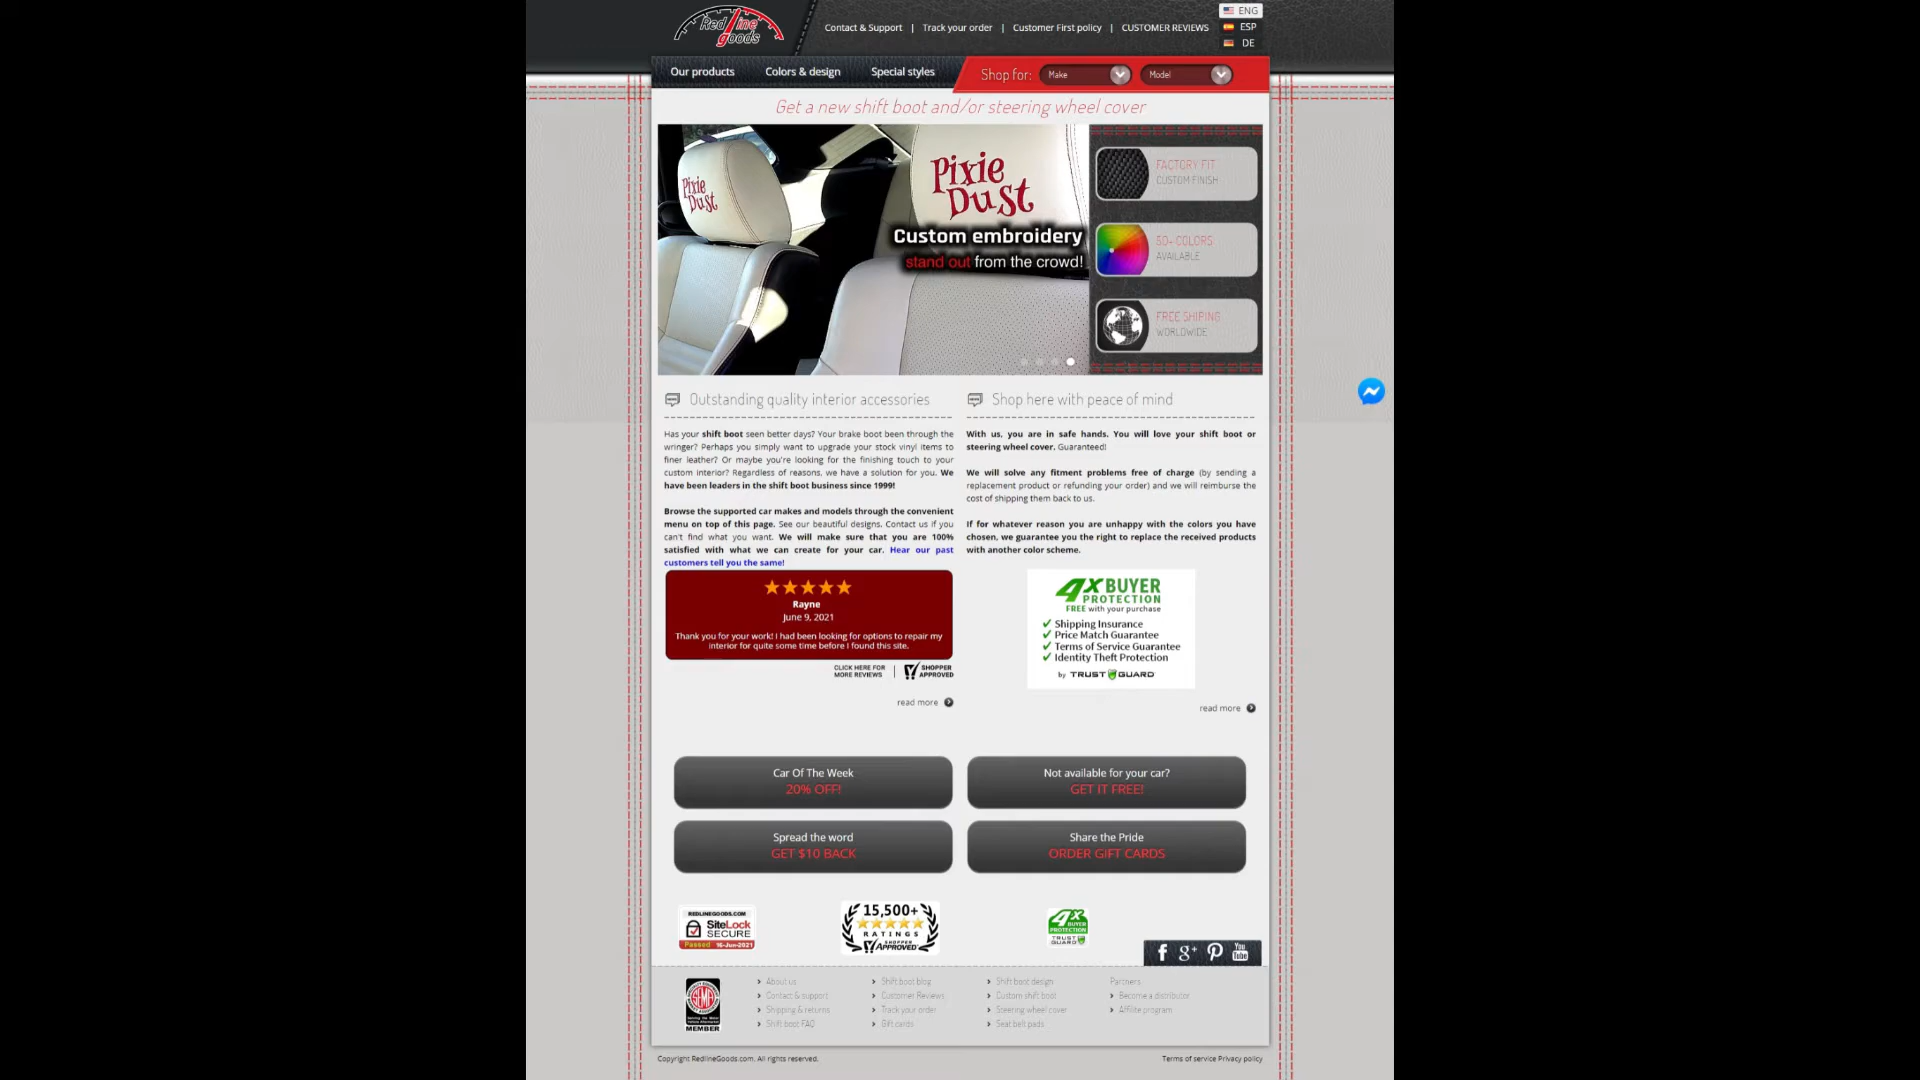 Red line goods
Contact & Support | Track your order | Customer First policy | CUSTOMER REVIEWS
ENG
ESP
DE
Our products
Colors & design
Special styles
Shop for:
Make
Model
Get a new shift boot and/or steering wheel cover
Pixie
Dust
Pixie
Dust
Custom embroidery
stand out from the crowd!
FACTORY FIT
CUSTOM FINISH
50+ COLORS
AVAILABLE
FREE SHIPING
WORLDWIDE
Outstanding quality interior accessories
Has your shift boot seen better days? Your brake boot been through the
wringer? Perhaps you simply want to upgrade your stock vinyl items to
finer leather? Or maybe you're looking for the finishing touch to your
custom interior? Regardless of reasons, we have a solution for you. We
have been leaders in the shift boot business since 1999!
Browse the supported car makes and models through the convenient
menu on top of this page. See our beautiful designs. Contact us if you
can't find what you want. We will make sure that you are 100%
satisfied with what we can create for your car. Hear our past
customers tell you the same!
Rayne
June 9, 2021
Thank you for your work! I had been looking for options to repair my
interior for quite some time before I found this site.
CLICK HERE FOR
MORE REVIEWS
SHOPPER
APPROVED
read more
Shop here with peace of mind
With us, you are in safe hands. You will love your shift boot or
steering wheel cover. Guaranteed!
We will solve any fitment problems free of charge (by sending a
replacement product or refunding your order) and we will reimburse the
cost of shipping them back to us.
If for whatever reason you are unhappy with the colors you have
chosen, we guarantee you the right to replace the received products
with another color scheme.
4X BUYER
PROTECTION
FREE with your purchase
Shipping Insurance
Price Match Guarantee
Terms of Service Guarantee
Identity Theft Protection
by TRUST GUARD
read more
Car Of The Week
20% OFF!
Not available for your car?
GET IT FREE!
Spread the word
GET $10 BACK
Share the Pride
ORDER GIFT CARDS
REDLINEGOODS.COM
SiteLock
SECURE
Passed 16-Jun-2021
15,500+
RATINGS
SHOPPER
APPROVED
4X
BUYER
PROTECTION
TRUST GUARD
f g+ P You Tube
SEMA
MEMBER
About us
Contact & support
Shipping & returns
Shift boot FAQ
Shift boot blog
Customer Reviews
Track your order
Gift cards
Shift boot design
Custom shift boot
Steering wheel cover
Seat belt pads
Partners
Become a distributor
Affilite program
Copyright RedlineGoods.com. All rights reserved.
Terms of service Privacy policy